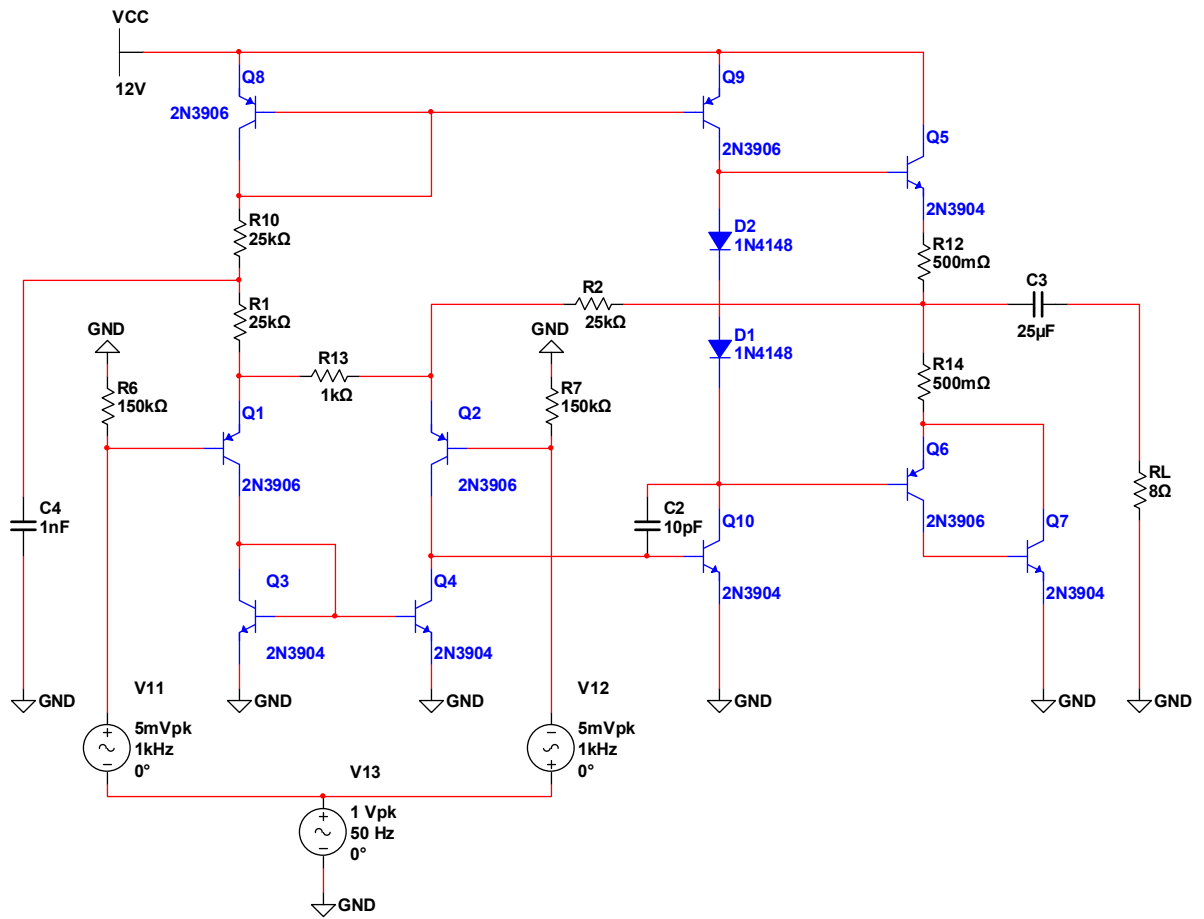 VCC
12V
Q8
2N3906
Q9
2N3906
Q5
2N3904
R10
25kΩ
D2
1N4148
R12
500mΩ
R1
25kΩ
R2
25kΩ
C3
25µF
GND
GND
D1
1N4148
R13
1kΩ
R14
500mΩ
R6
150kΩ
R7
150kΩ
Q1
2N3906
Q2
2N3906
Q6
2N3906
RL
8Ω
C4
1nF
C2
10pF
Q10
2N3904
Q7
2N3904
Q3
2N3904
Q4
2N3904
GND
GND
GND
GND
GND
GND
V11
5mVpk
1kHz
0°
V12
5mVpk
1kHz
0°
V13
1 Vpk
50 Hz
0°
GND